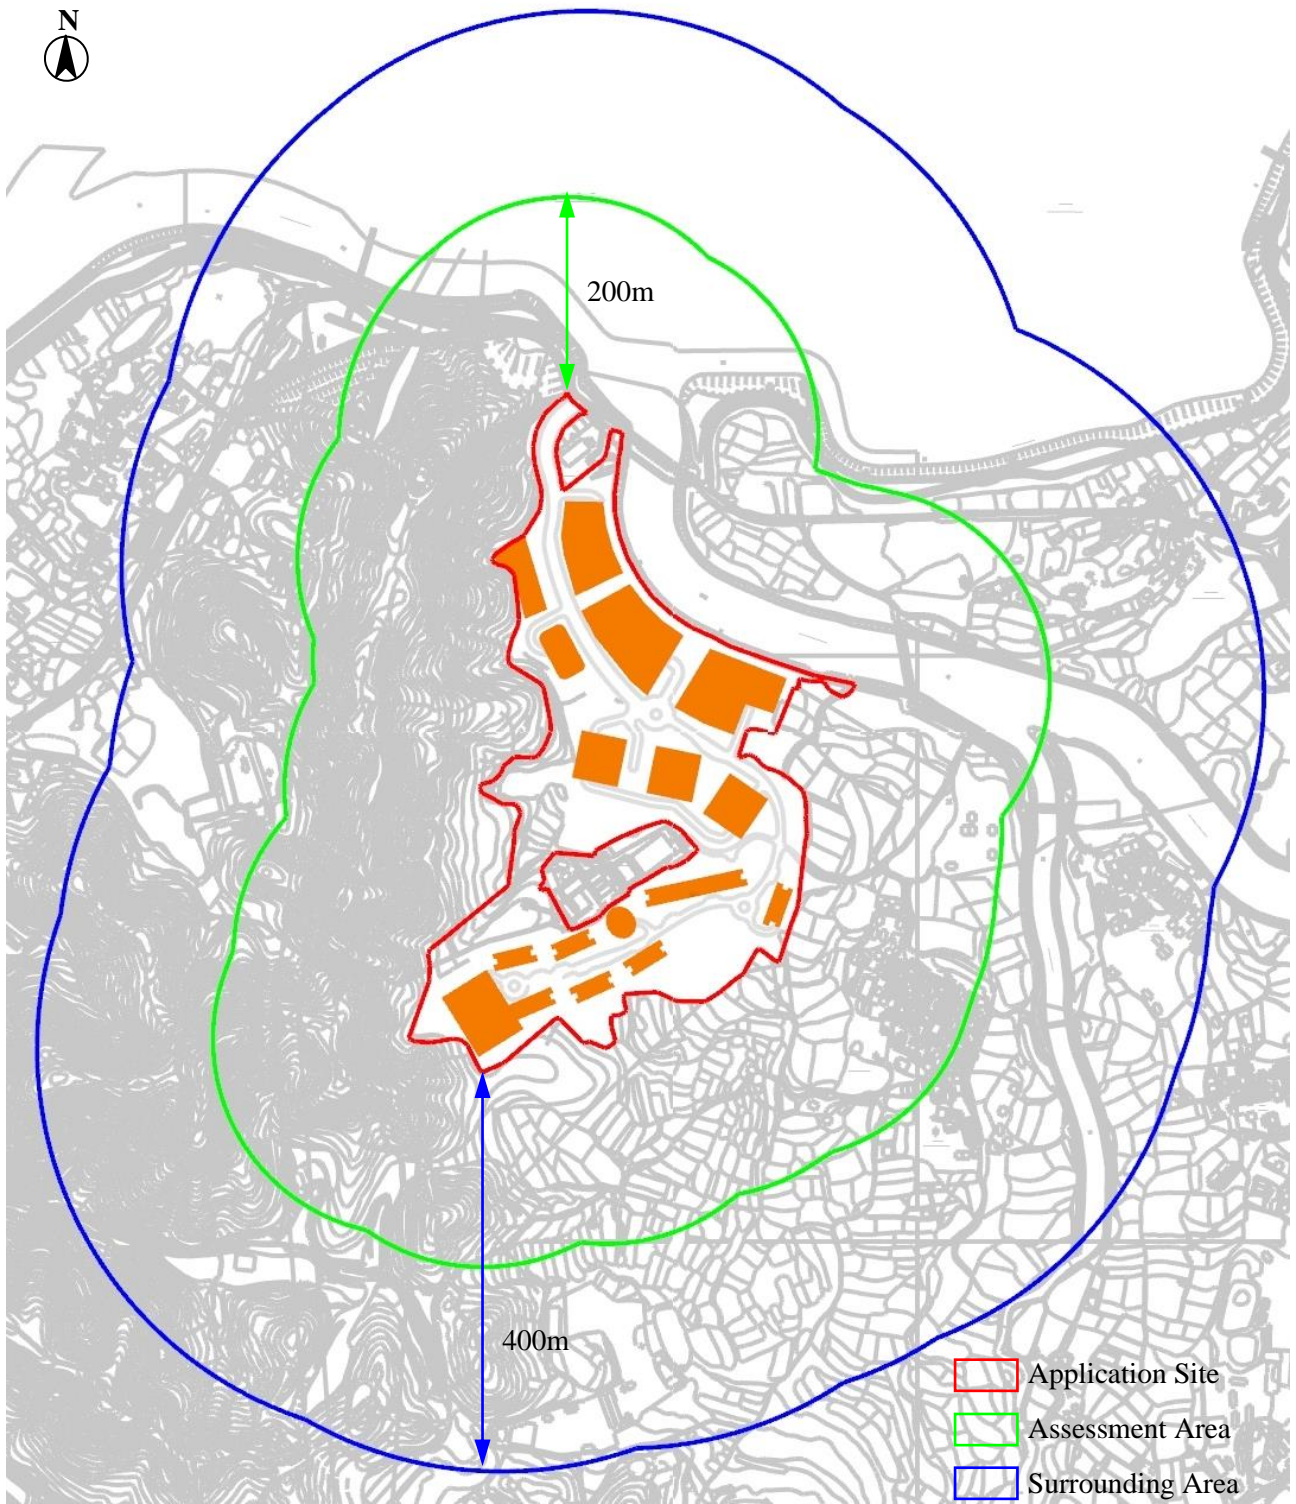 N
200m
400m
Application Site
Assessment Area
Surrounding Area